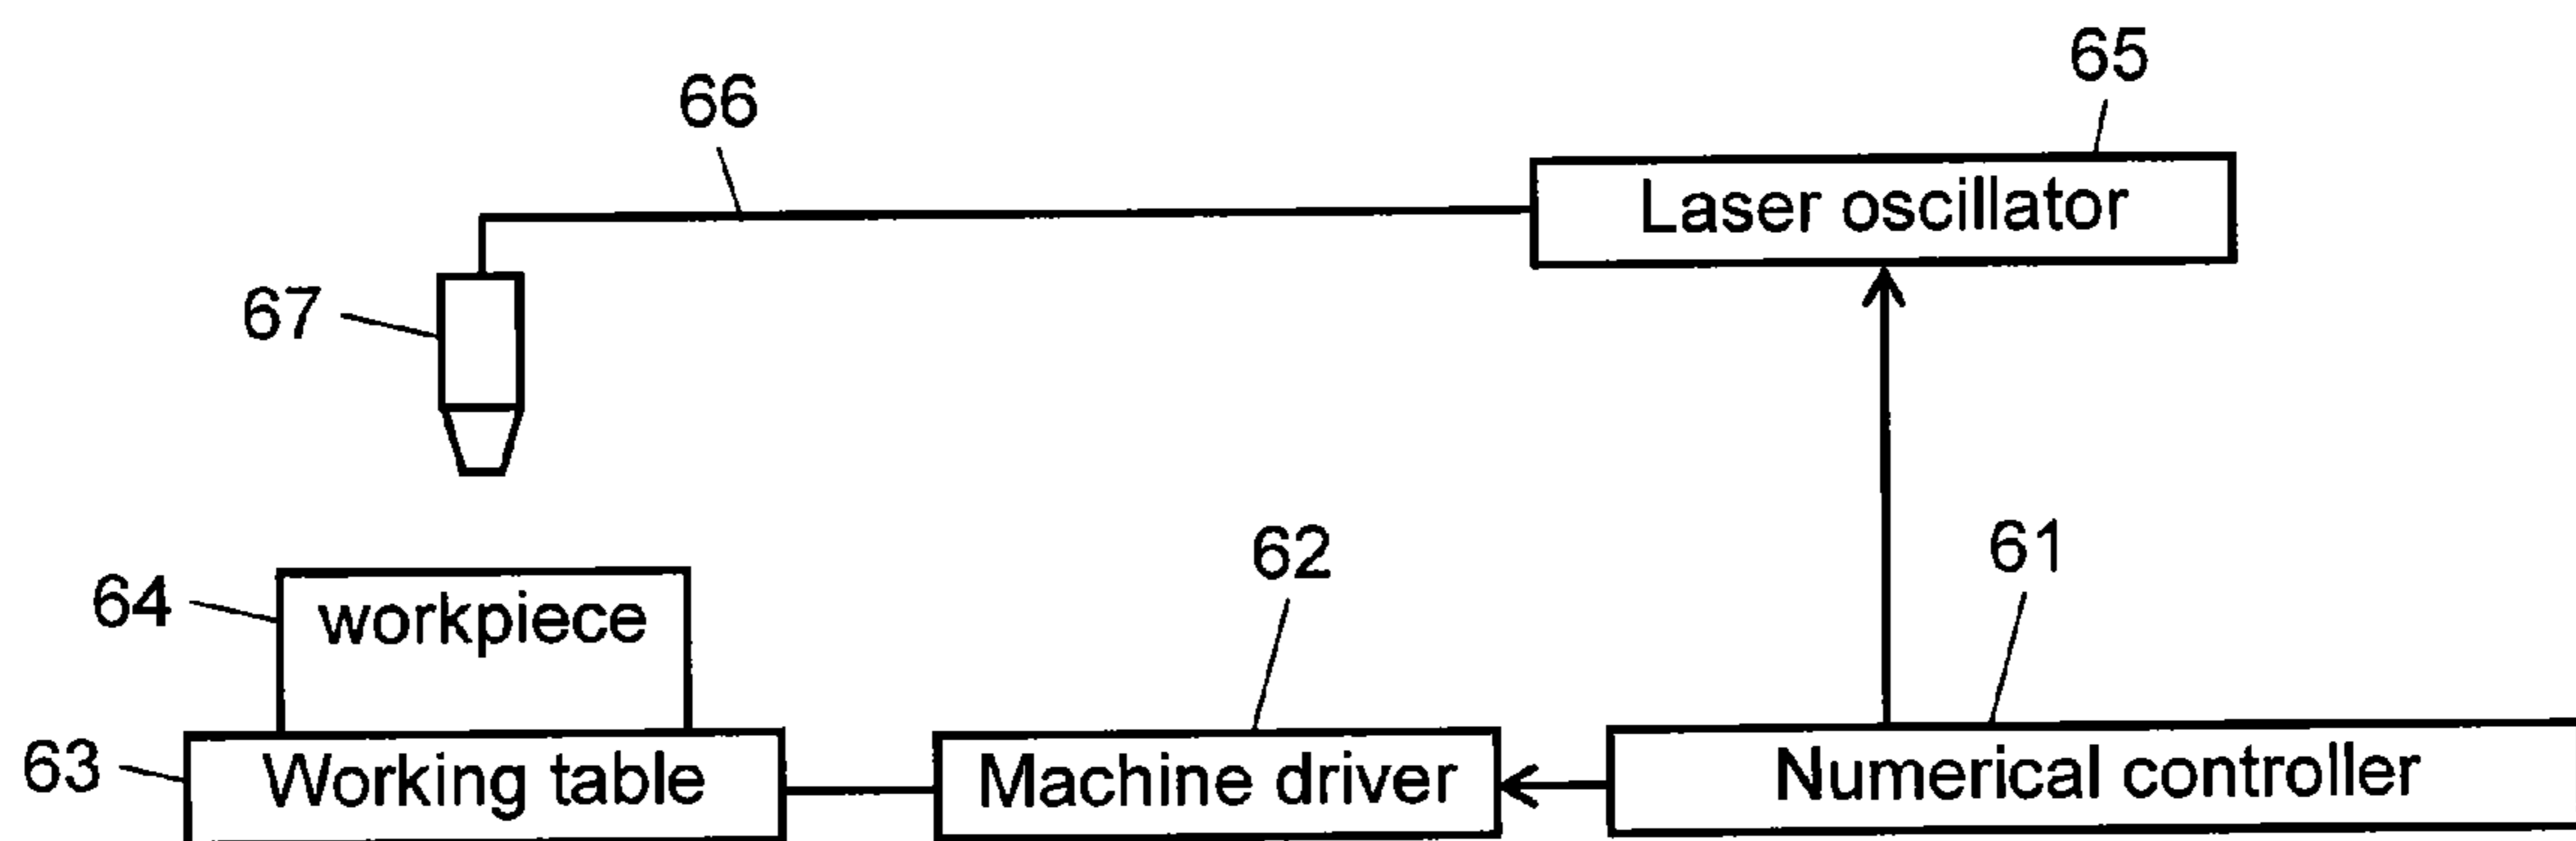 65
66
Laser oscillator
67
62
61
64
workpiece
63
Working table
Machine driver
Numerical controller